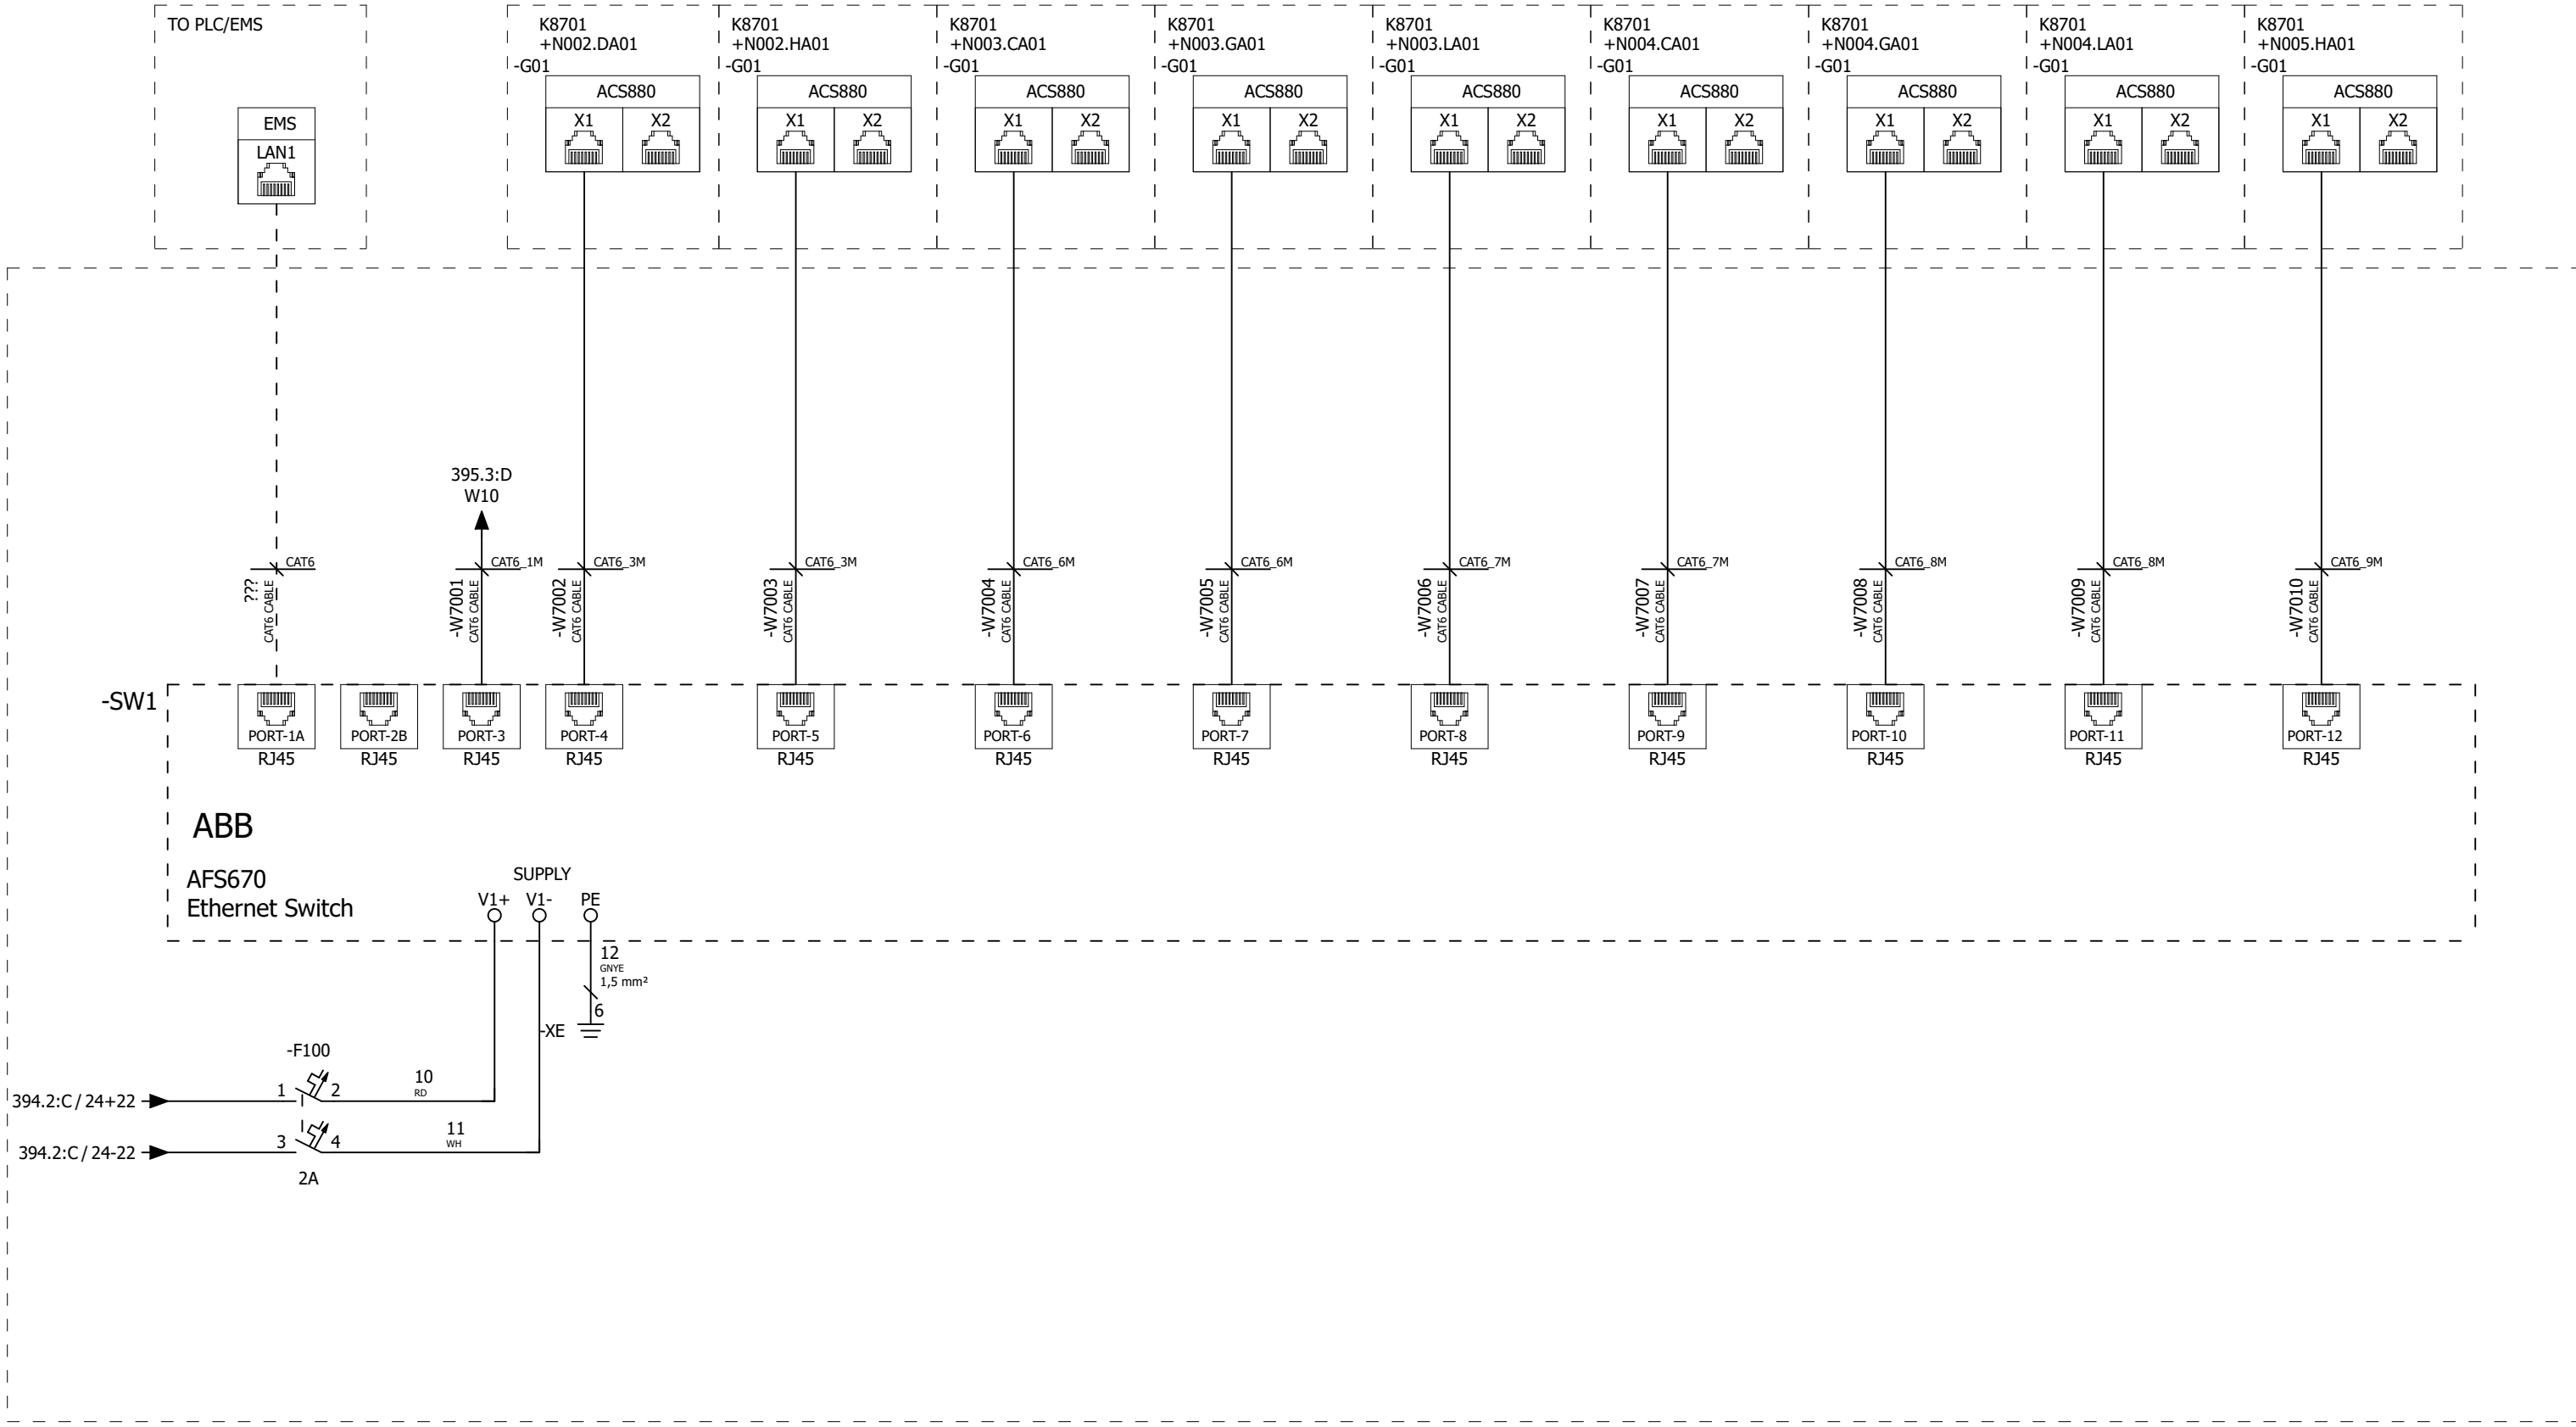 TO PLC/EMS
EMS
LAN1
K8701
+N002.DA01
-G01
ACS880
X1 X2
K8701
+N002.HA01
-G01
ACS880
X1 X2
K8701
+N003.CA01
-G01
ACS880
X1 X2
K8701
+N003.GA01
-G01
ACS880
X1 X2
K8701
+N003.LA01
-G01
ACS880
X1 X2
K8701
+N004.CA01
-G01
ACS880
X1 X2
K8701
+N004.GA01
-G01
ACS880
X1 X2
K8701
+N004.LA01
-G01
ACS880
X1 X2
K8701
+N005.HA01
-G01
ACS880
X1 X2
395.3:D
W10
CAT6
???
CAT6 CABLE
CAT6_1M
-W7001
CAT6 CABLE
CAT6_3M
-W7002
CAT6 CABLE
CAT6_3M
-W7003
CAT6 CABLE
CAT6_6M
-W7004
CAT6 CABLE
CAT6_6M
-W7005
CAT6 CABLE
CAT6_7M
-W7006
CAT6 CABLE
CAT6_7M
-W7007
CAT6 CABLE
CAT6_8M
-W7008
CAT6 CABLE
CAT6_8M
-W7009
CAT6 CABLE
CAT6_9M
-W7010
CAT6 CABLE
-SW1
PORT-1A
RJ45
PORT-2B
RJ45
PORT-3
RJ45
PORT-4
RJ45
PORT-5
RJ45
PORT-6
RJ45
PORT-7
RJ45
PORT-8
RJ45
PORT-9
RJ45
PORT-10
RJ45
PORT-11
RJ45
PORT-12
RJ45
ABB
AFS670
Ethernet Switch
SUPPLY
V1+ V1- PE
12
GNYE
1,5 mm²
6
-XE
-F100
394.2:C / 24+22
1 2
10
RD
394.2:C / 24-22
3 4
11
WH
2A